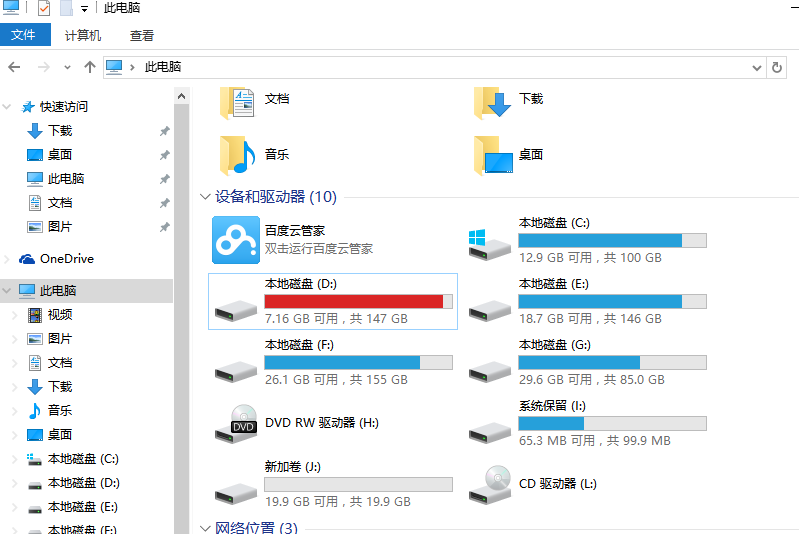 此电脑
文件 计算机 查看
此电脑
快速访问
下载
桌面
此电脑
文档
图片
OneDrive
此电脑
视频
图片
文档
下载
音乐
桌面
本地磁盘 (C:)
本地磁盘 (D:)
本地磁盘 (E:)
本地磁盘 (F:)
文档
下载
音乐
桌面
设备和驱动器 (10)
百度云管家
双击运行百度云管家
本地磁盘 (C:)
12.9 GB 可用，共 100 GB
本地磁盘 (D:)
7.16 GB 可用，共 147 GB
本地磁盘 (E:)
18.7 GB 可用，共 146 GB
本地磁盘 (F:)
26.1 GB 可用，共 155 GB
本地磁盘 (G:)
29.6 GB 可用，共 85.0 GB
DVD
DVD RW 驱动器 (H:)
系统保留 (I:)
65.3 MB 可用，共 99.9 MB
新加卷 (J:)
19.9 GB 可用，共 19.9 GB
CD 驱动器 (L:)
网络位置 (3)